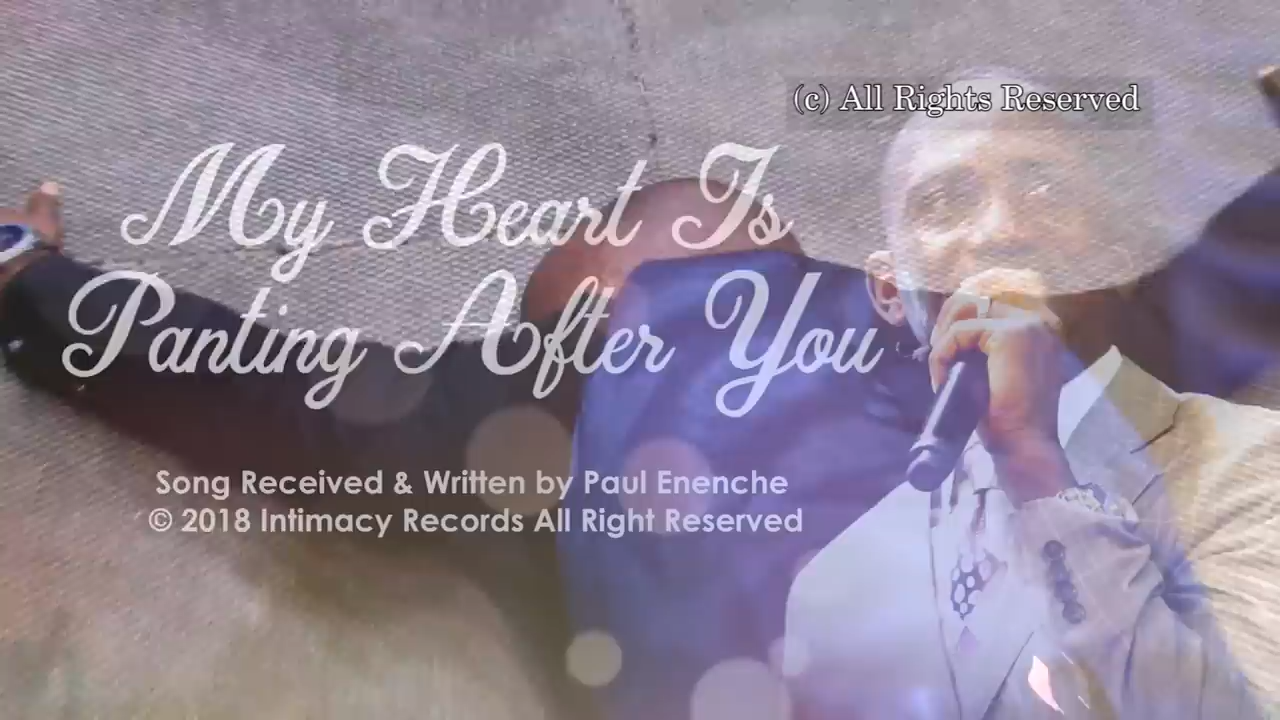 (c) All Rights Reserved
My Heart Is
Panting After You
Song Received & Written by Paul Enenche
© 2018 Intimacy Records All Right Reserved